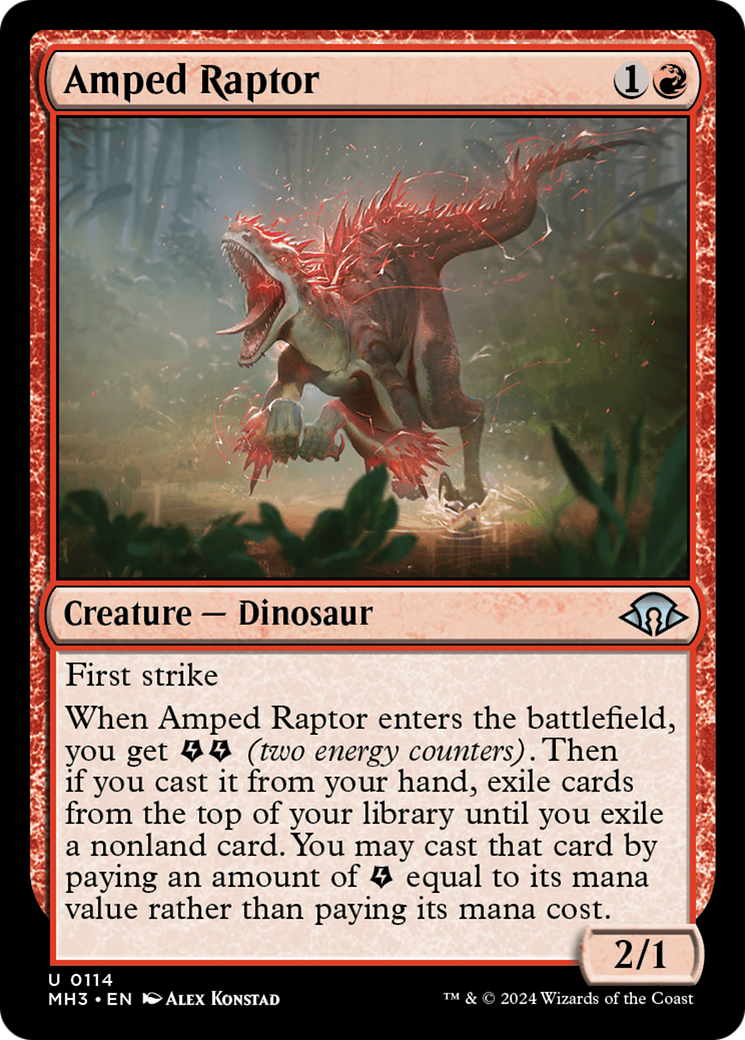 Amped Raptor 1
Creature — Dinosaur
First strike
When Amped Raptor enters the battlefield,
you get (two energy counters). Then
if you cast it from your hand, exile cards
from the top of your library until you exile
a nonland card. You may cast that card by
paying an amount of equal to its mana
value rather than paying its mana cost.
2/1
U 0114
MH3 • EN Alex Konstad
™ & © 2024 Wizards of the Coast